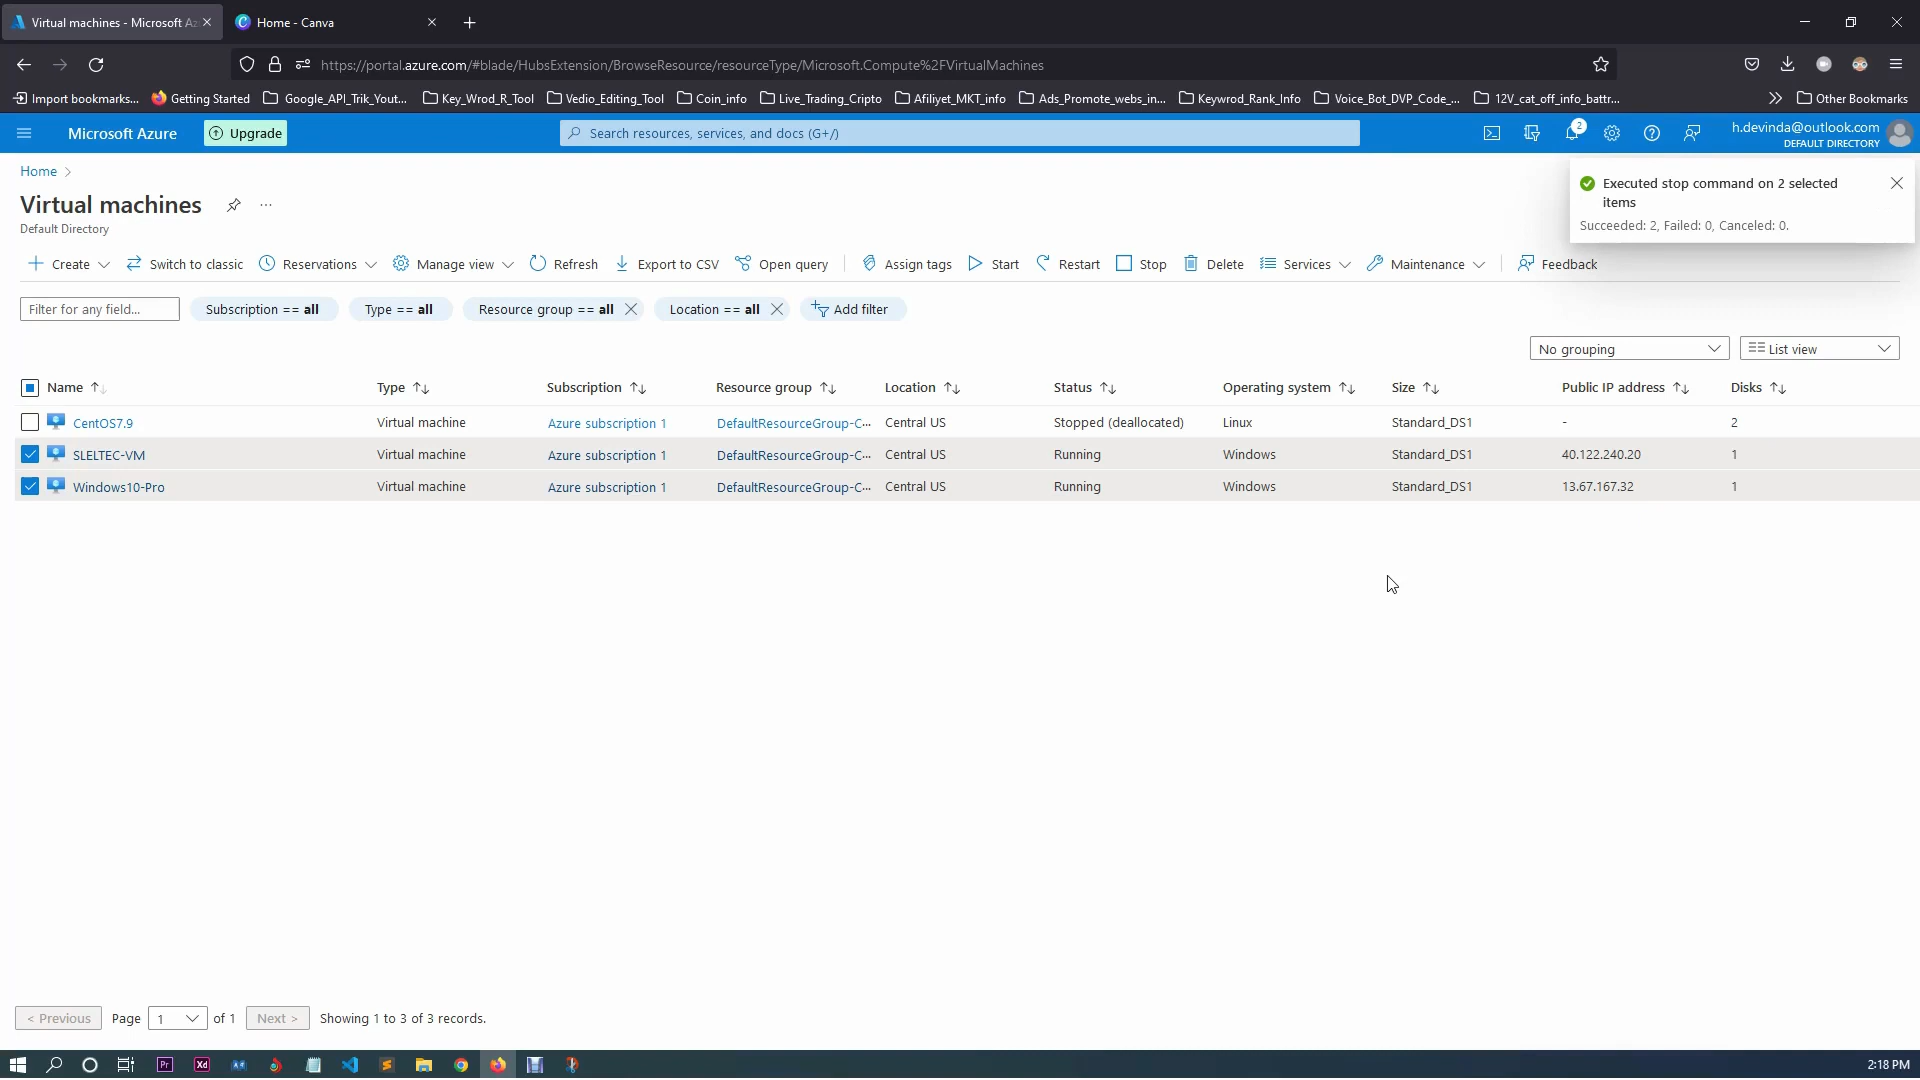 Virtual machines - Microsoft Az
Home - Canva
https://portal.azure.com/#blade/HubsExtension/BrowseResource/resourceType/Microsoft.Compute%2FVirtualMachines
Import bookmarks... Getting Started Google_API_Trik_Yout... Key_Wrod_R_Tool Vedio_Editing_Tool Coin_info Live_Trading_Cripto Afiliyet_MKT_info Ads_Promote_webs_in... Keywrod_Rank_Info Voice_Bot_DVP_Code_... 12V_cat_off_info_battr... Other Bookmarks
Microsoft Azure Upgrade Search resources, services, and docs (G+/) 2 h.devinda@outlook.com
DEFAULT DIRECTORY
Home
Executed stop command on 2 selected
items
Succeeded: 2, Failed: 0, Canceled: 0.
Virtual machines ...
Default Directory
Create Switch to classic Reservations Manage view Refresh Export to CSV Open query Assign tags Start Restart Stop Delete Services Maintenance Feedback
Filter for any field... Subscription == all Type == all Resource group == all Location == all Add filter
No grouping List view
Name Type Subscription Resource group Location Status Operating system Size Public IP address Disks
CentOS7.9 Virtual machine Azure subscription 1 DefaultResourceGroup-C... Central US Stopped (deallocated) Linux Standard_DS1 - 2
SLELTEC-VM Virtual machine Azure subscription 1 DefaultResourceGroup-C... Central US Running Windows Standard_DS1 40.122.240.20 1
Windows10-Pro Virtual machine Azure subscription 1 DefaultResourceGroup-C... Central US Running Windows Standard_DS1 13.67.167.32 1
< Previous Page 1 of 1 Next > Showing 1 to 3 of 3 records.
Pr Xd 2:18 PM